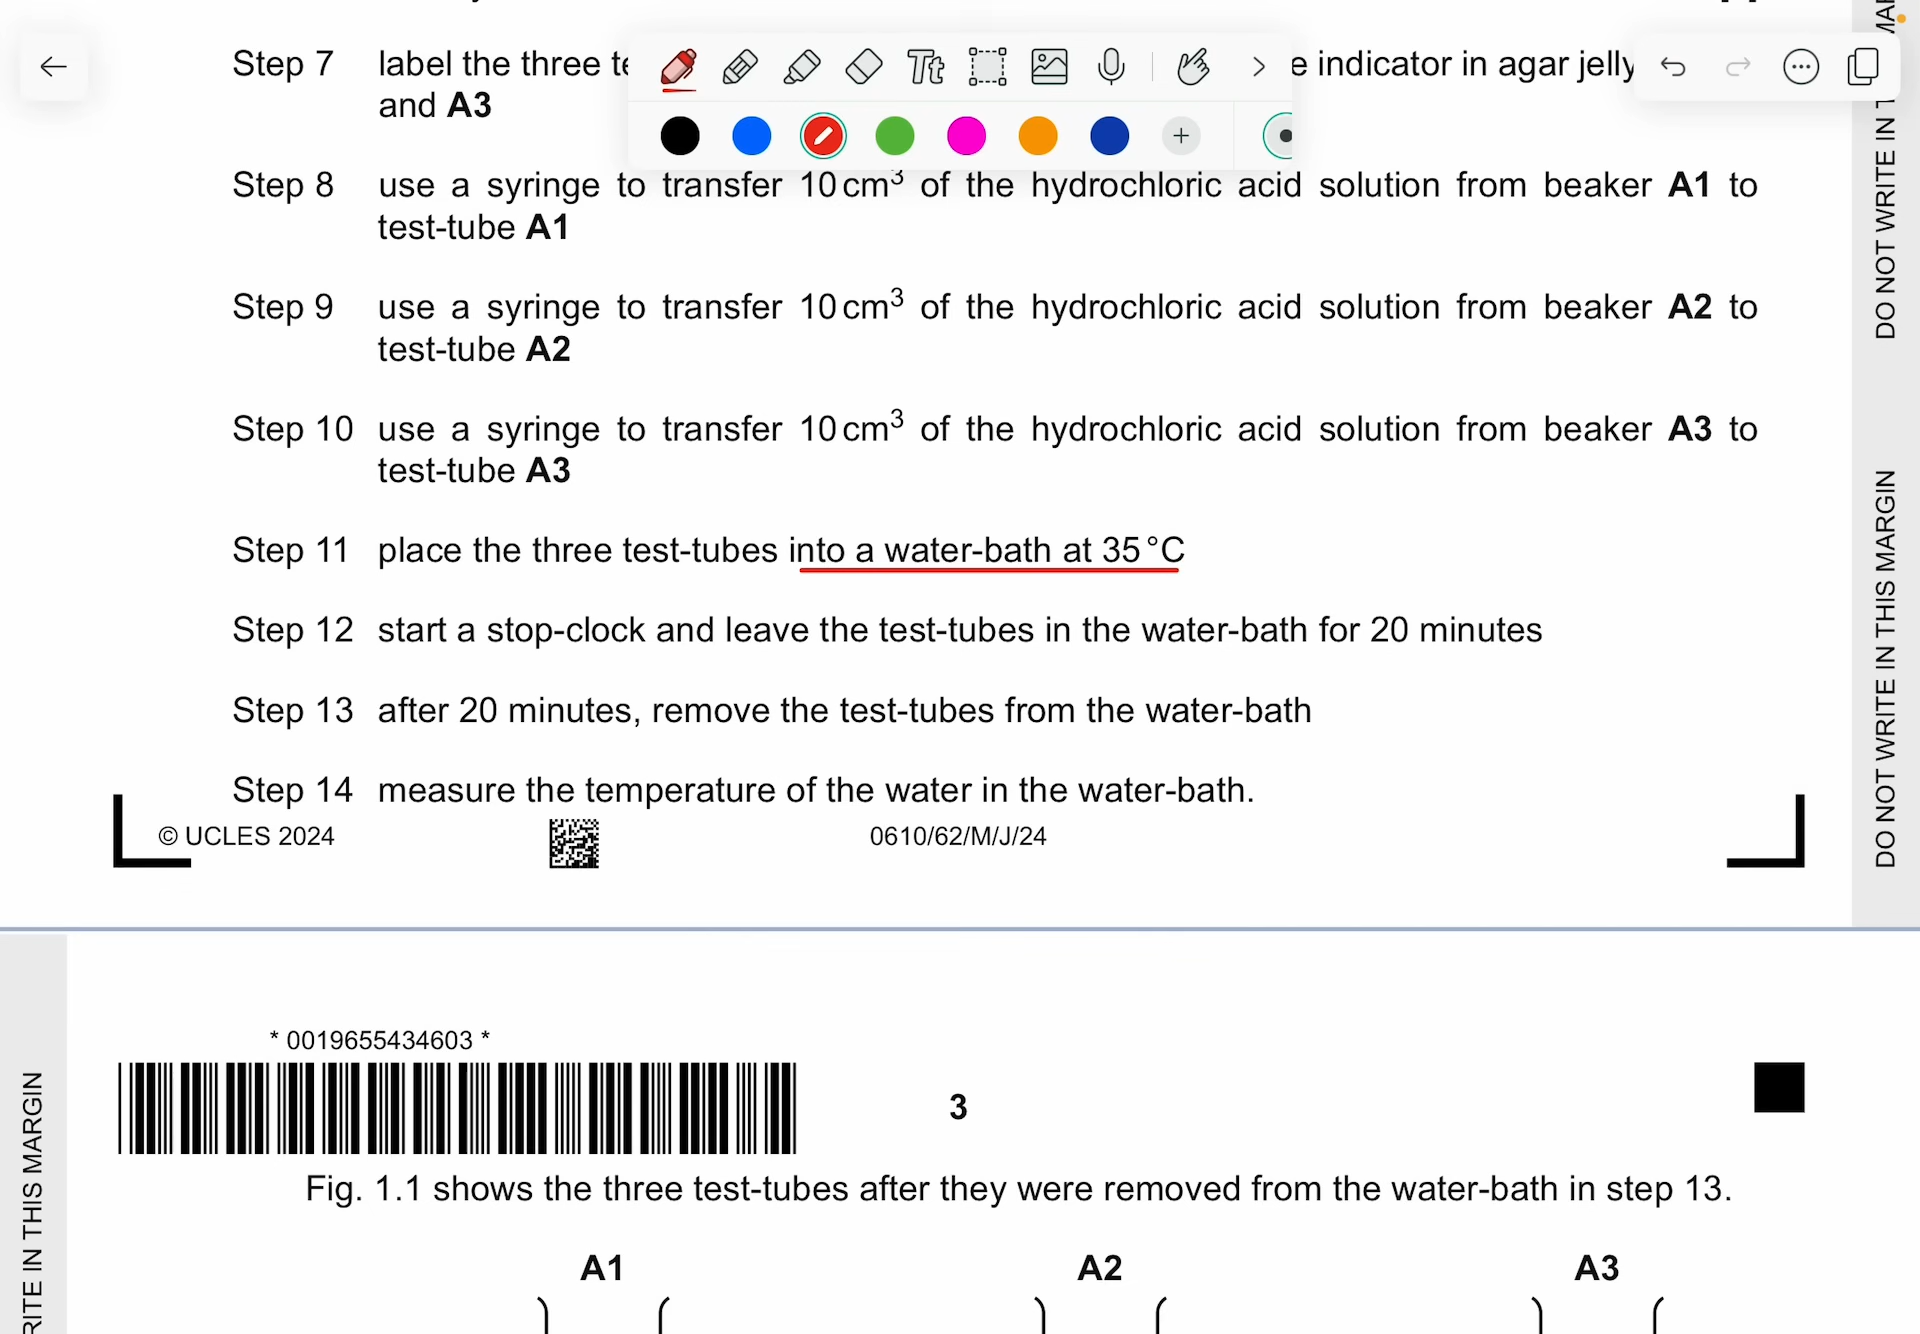 Step 7 label the three te e indicator in agar jelly
and A3
Tt
Step 8 use a syringe to transfer 10 cm³ of the hydrochloric acid solution from beaker A1 to
test-tube A1
Step 9 use a syringe to transfer 10 cm³ of the hydrochloric acid solution from beaker A2 to
test-tube A2
Step 10 use a syringe to transfer 10 cm³ of the hydrochloric acid solution from beaker A3 to
test-tube A3
Step 11 place the three test-tubes into a water-bath at 35 °C
Step 12 start a stop-clock and leave the test-tubes in the water-bath for 20 minutes
Step 13 after 20 minutes, remove the test-tubes from the water-bath
Step 14 measure the temperature of the water in the water-bath.
© UCLES 2024 0610/62/M/J/24
DO NOT WRITE IN T MAR
DO NOT WRITE IN THIS MARGIN
* 0019655434603 *
3
RITE IN THIS MARGIN
Fig. 1.1 shows the three test-tubes after they were removed from the water-bath in step 13.
A1 A2 A3